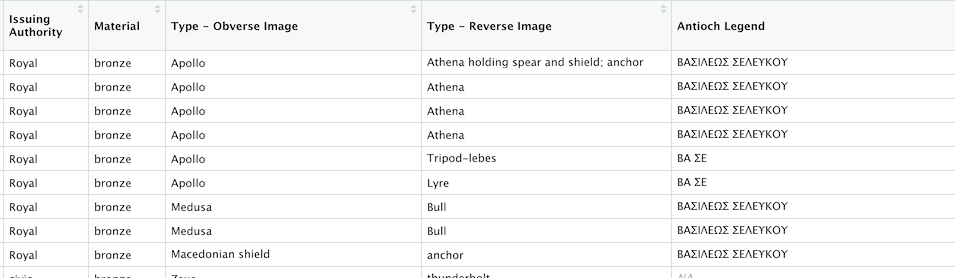 Issuing Authority Material Type – Obverse Image Type – Reverse Image Antioch Legend
Royal bronze Apollo Athena holding spear and shield; anchor ΒΑΣΙΛΕΩΣ ΣΕΛΕΥΚΟΥ
Royal bronze Apollo Athena ΒΑΣΙΛΕΩΣ ΣΕΛΕΥΚΟΥ
Royal bronze Apollo Athena ΒΑΣΙΛΕΩΣ ΣΕΛΕΥΚΟΥ
Royal bronze Apollo Athena ΒΑΣΙΛΕΩΣ ΣΕΛΕΥΚΟΥ
Royal bronze Apollo Tripod-lebes ΒΑ ΣΕ
Royal bronze Apollo Lyre ΒΑ ΣΕ
Royal bronze Medusa Bull ΒΑΣΙΛΕΩΣ ΣΕΛΕΥΚΟΥ
Royal bronze Medusa Bull ΒΑΣΙΛΕΩΣ ΣΕΛΕΥΚΟΥ
Royal bronze Macedonian shield anchor ΒΑΣΙΛΕΩΣ ΣΕΛΕΥΚΟΥ
civic bronze Zeus thunderbolt NA